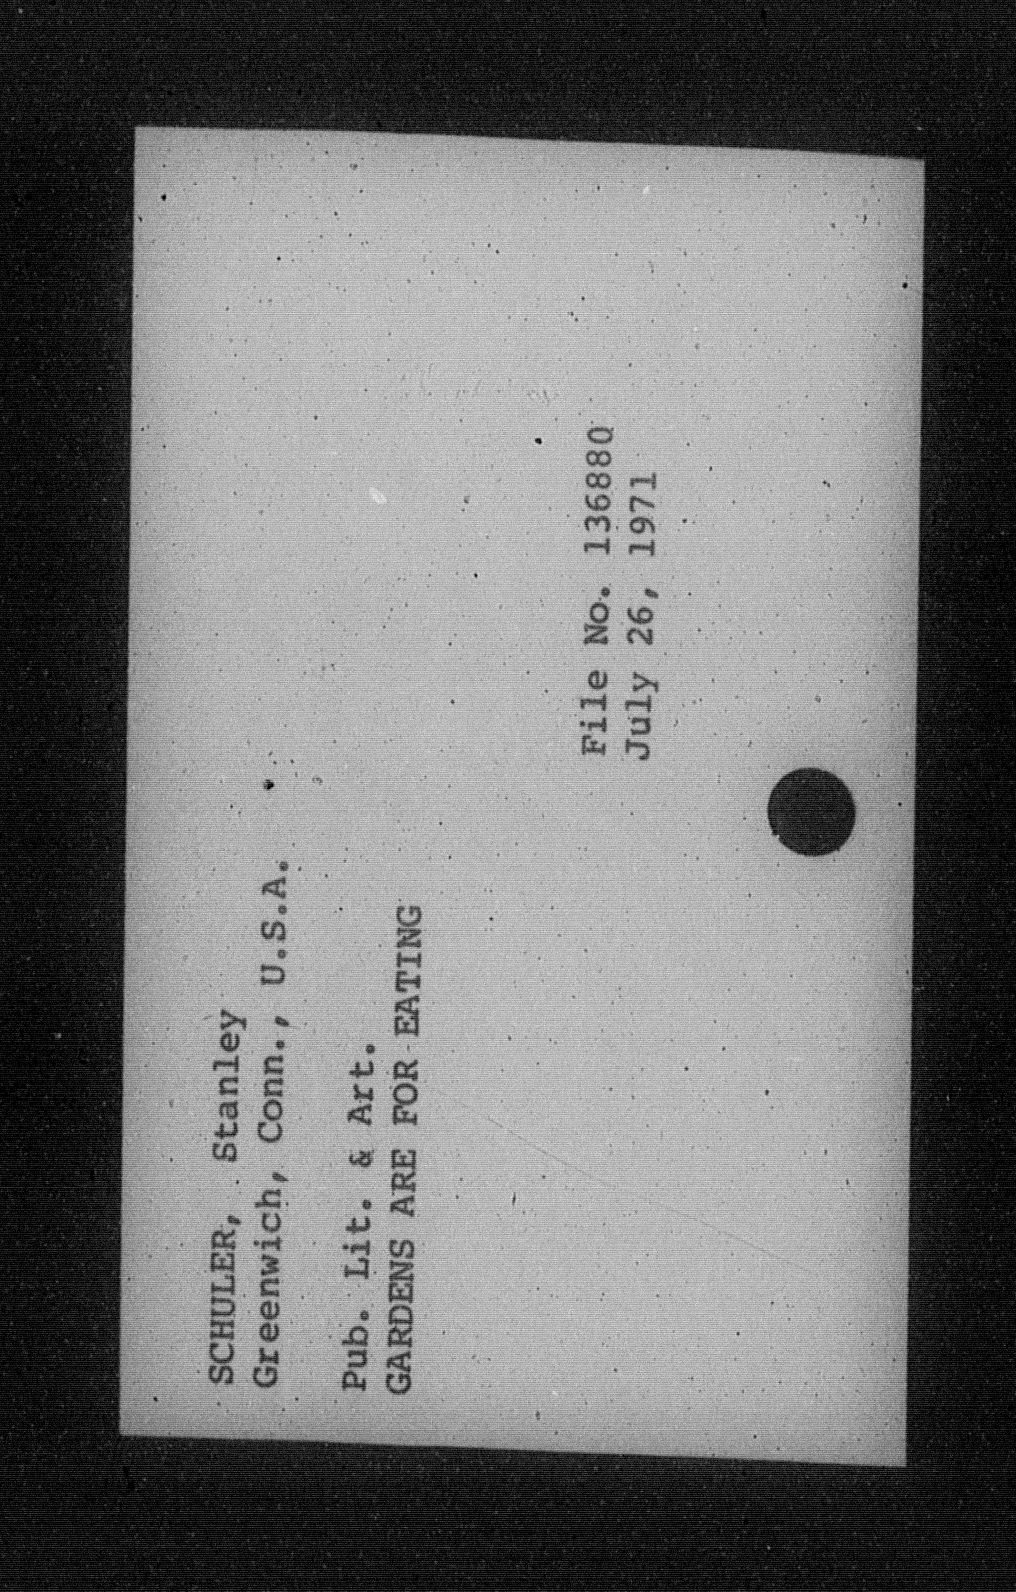 SCHULER, Stanley
Greenwich, Conn., U.S.A.
Pub. Lit. & Art.
GARDENS ARE FOR EATING
File No. 136880
July 26, 1971